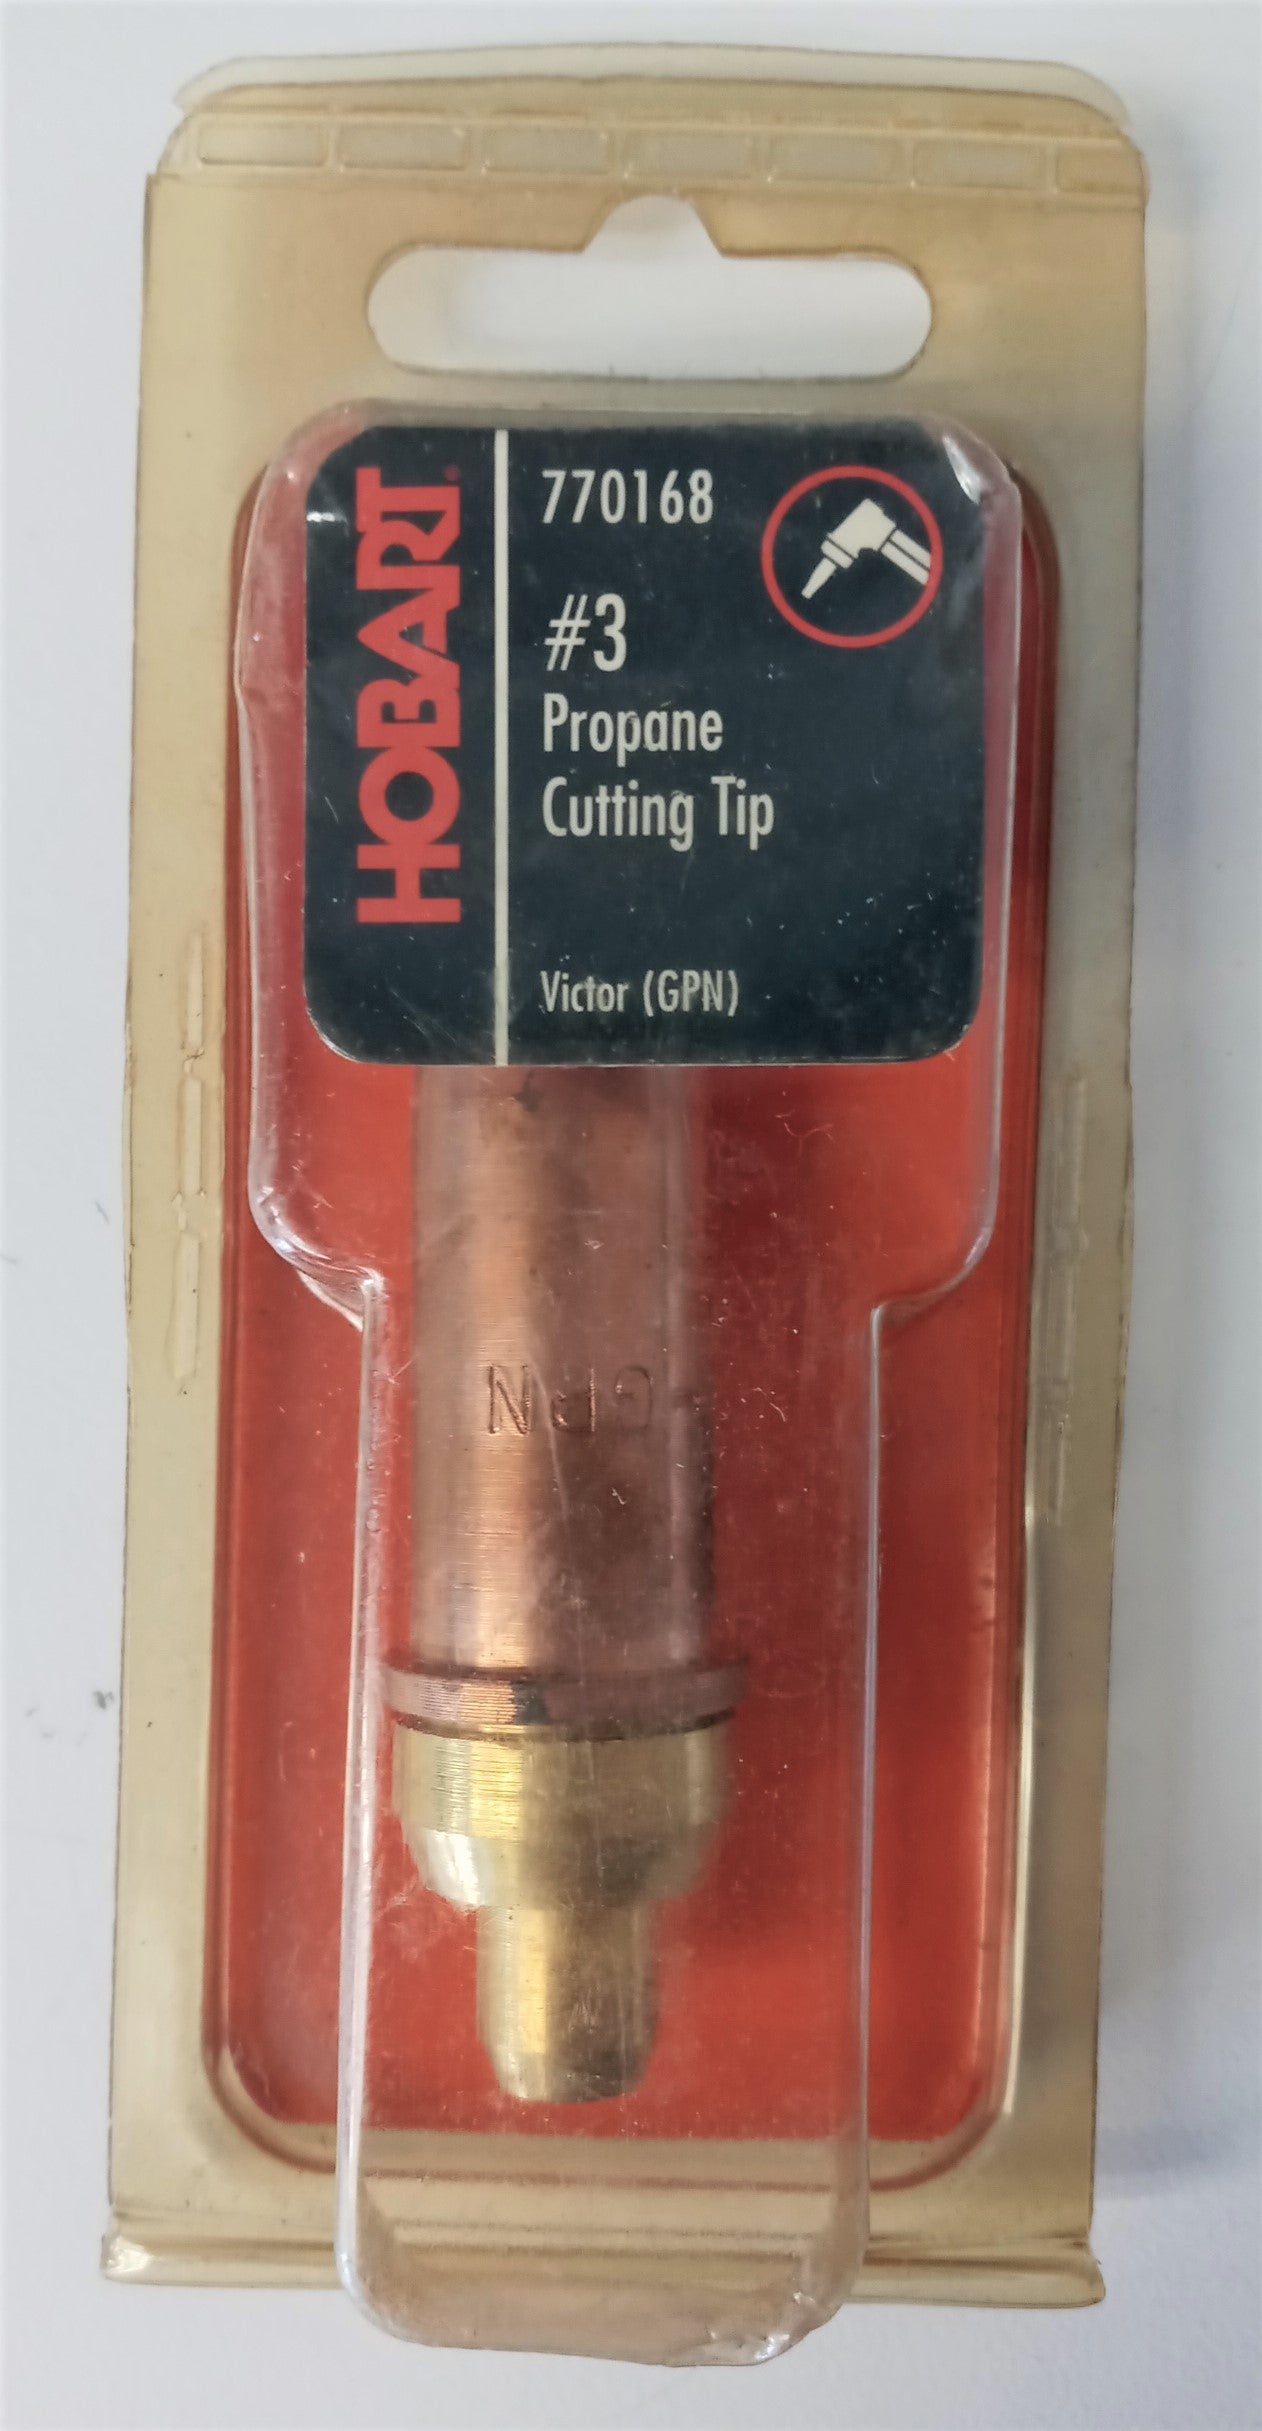 HOBART®
770168
#3
Propane
Cutting Tip
Victor (GPN)
GPN